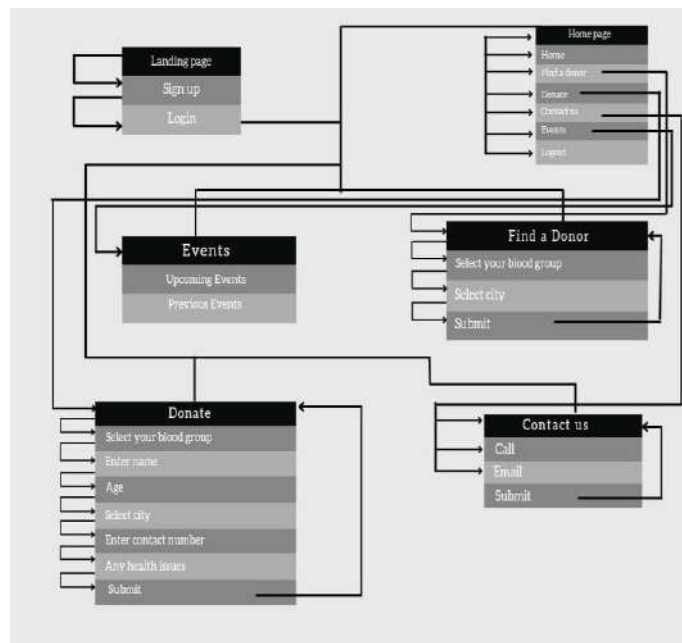 Landing page
Sign up
Login
Home page
Home
Find a donor
Donate
Contact us
Events
Logout
Events
Upcoming Events
Previous Events
Find a Donor
Select your blood group
Select city
Submit
Donate
Select your blood group
Enter name
Age
Select city
Enter contact number
Any health issues
Submit
Contact us
Call
Email
Submit